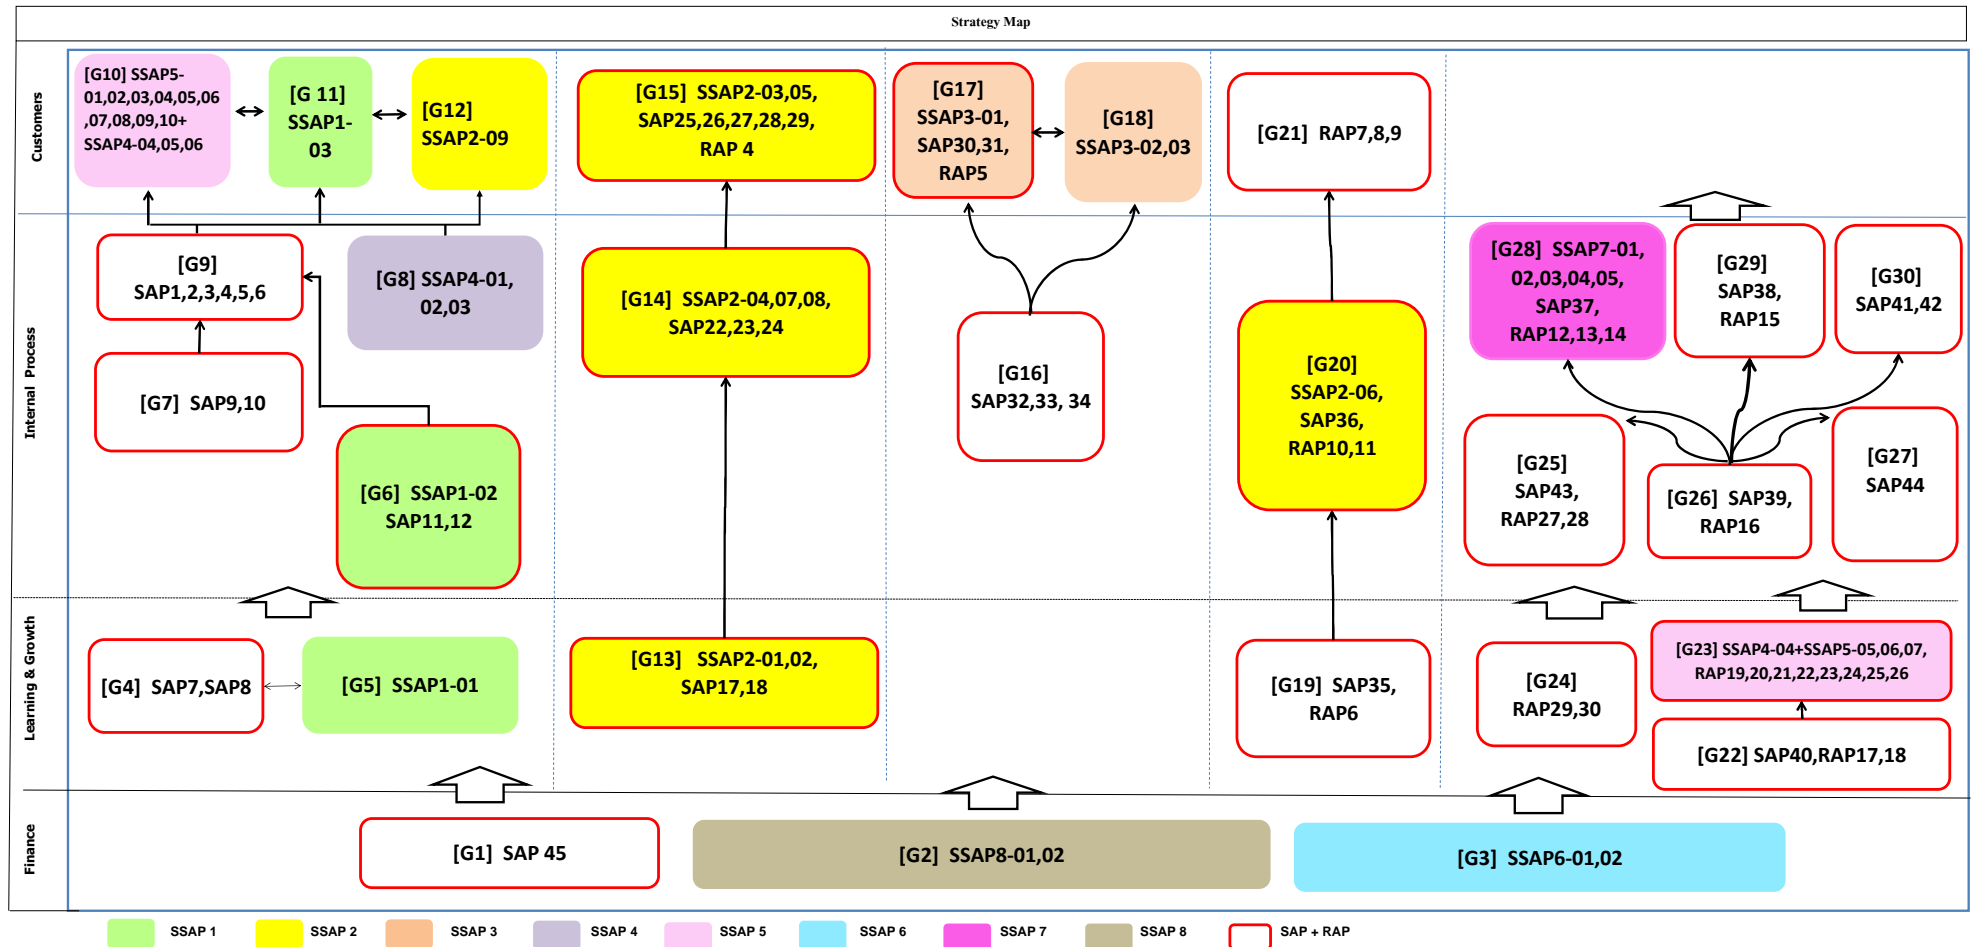 Strategy Map
Customers
[G10] SSAP5-
01,02,03,04,05,06
,07,08,09,10+
SSAP4-04,05,06
[G 11]
SSAP1-
03
[G12]
SSAP2-09
[G15] SSAP2-03,05,
SAP25,26,27,28,29,
RAP 4
[G17]
SSAP3-01,
SAP30,31,
RAP5
[G18]
SSAP3-02,03
[G21] RAP7,8,9
Internal Process
[G9]
SAP1,2,3,4,5,6
[G8] SSAP4-01,
02,03
[G7] SAP9,10
[G6] SSAP1-02
SAP11,12
[G14] SSAP2-04,07,08,
SAP22,23,24
[G16]
SAP32,33, 34
[G20]
SSAP2-06,
SAP36,
RAP10,11
[G28] SSAP7-01,
02,03,04,05,
SAP37,
RAP12,13,14
[G29]
SAP38,
RAP15
[G30]
SAP41,42
[G25]
SAP43,
RAP27,28
[G26] SAP39,
RAP16
[G27]
SAP44
Learning & Growth
[G4] SAP7,SAP8
[G5] SSAP1-01
[G13] SSAP2-01,02,
SAP17,18
[G19] SAP35,
RAP6
[G24]
RAP29,30
[G23] SSAP4-04+SSAP5-05,06,07,
RAP19,20,21,22,23,24,25,26
[G22] SAP40,RAP17,18
Finance
[G1] SAP 45
[G2] SSAP8-01,02
[G3] SSAP6-01,02
SSAP 1
SSAP 2
SSAP 3
SSAP 4
SSAP 5
SSAP 6
SSAP 7
SSAP 8
SAP + RAP